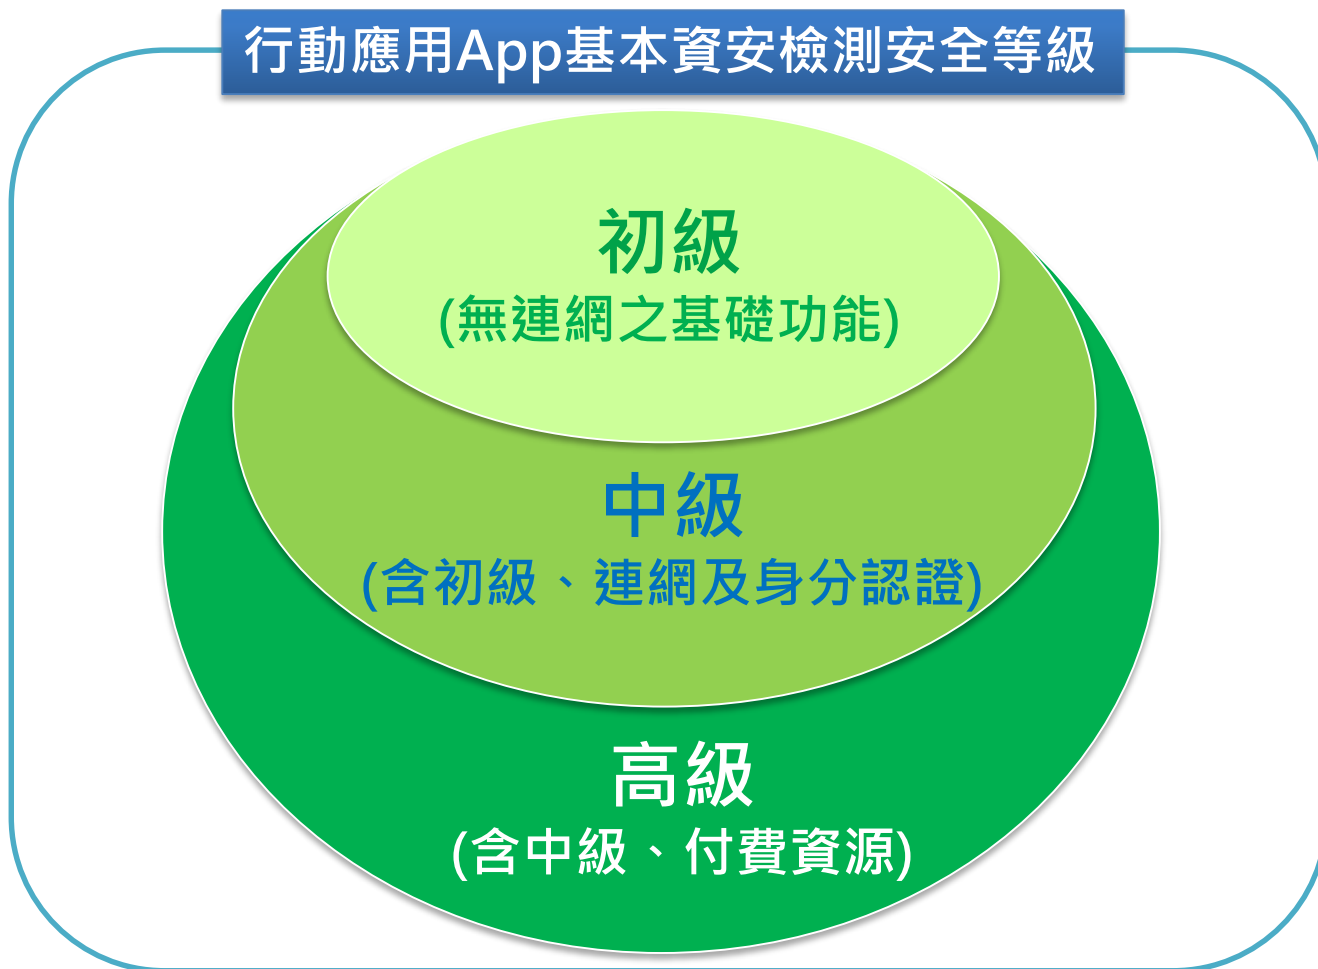 行動應用App基本資安檢測安全等級
初級
(無連網之基礎功能)
中級
(含初級、連網及身分認證)
高級
(含中級、付費資源)